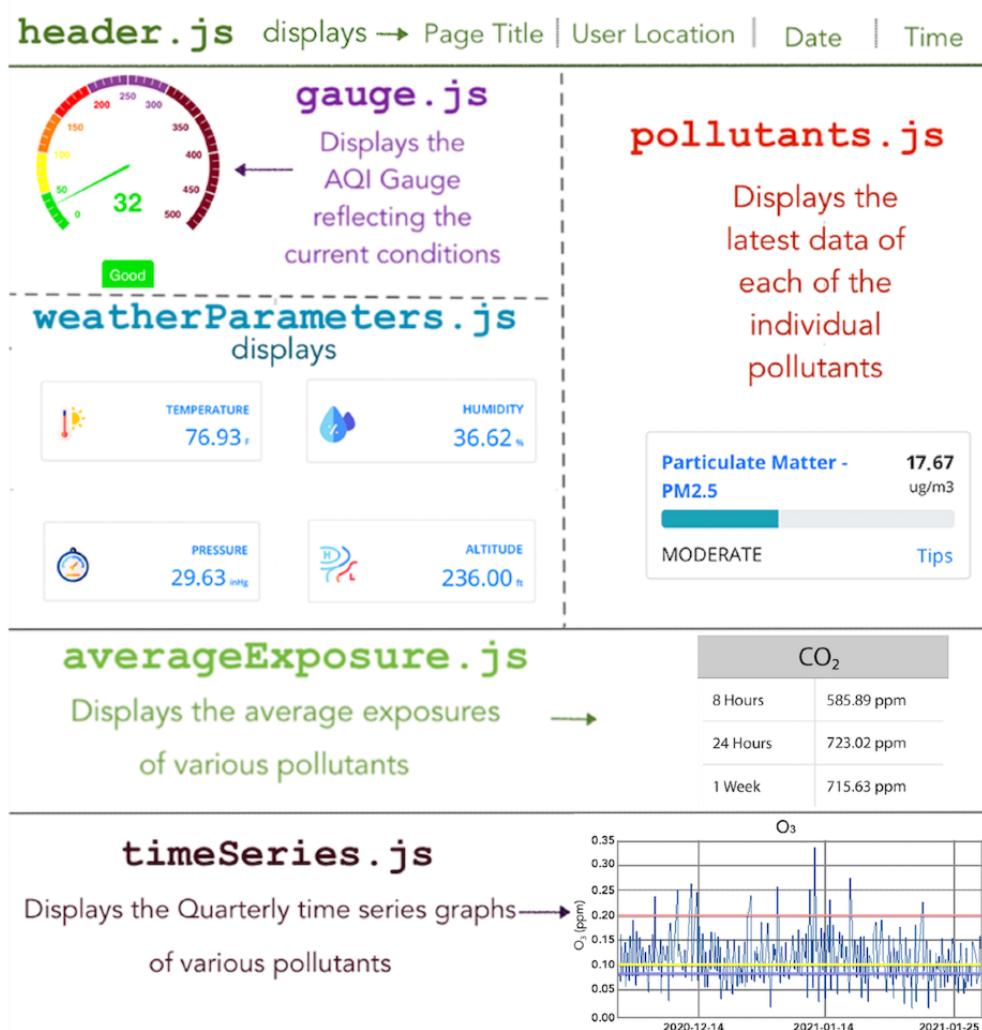 header.js displays → Page Title | User Location | Date | Time
gauge.js
Displays the
AQI Gauge
reflecting the
current conditions
0
50
100
150
200
250
300
350
400
450
500
32
Good
weatherParameters.js
displays
TEMPERATURE
76.93 F
HUMIDITY
36.62 %
PRESSURE
29.63 inHg
ALTITUDE
236.00 ft
pollutants.js
Displays the
latest data of
each of the
individual
pollutants
Particulate Matter - 17.67
PM2.5 ug/m3
MODERATE Tips
averageExposure.js
Displays the average exposures
of various pollutants
CO₂
8 Hours 585.89 ppm
24 Hours 723.02 ppm
1 Week 715.63 ppm
timeSeries.js
Displays the Quarterly time series graphs
of various pollutants
O₃
O₃ (ppm)
0.35
0.30
0.25
0.20
0.15
0.10
0.05
0.00
2020-12-14 2021-01-14 2021-01-25